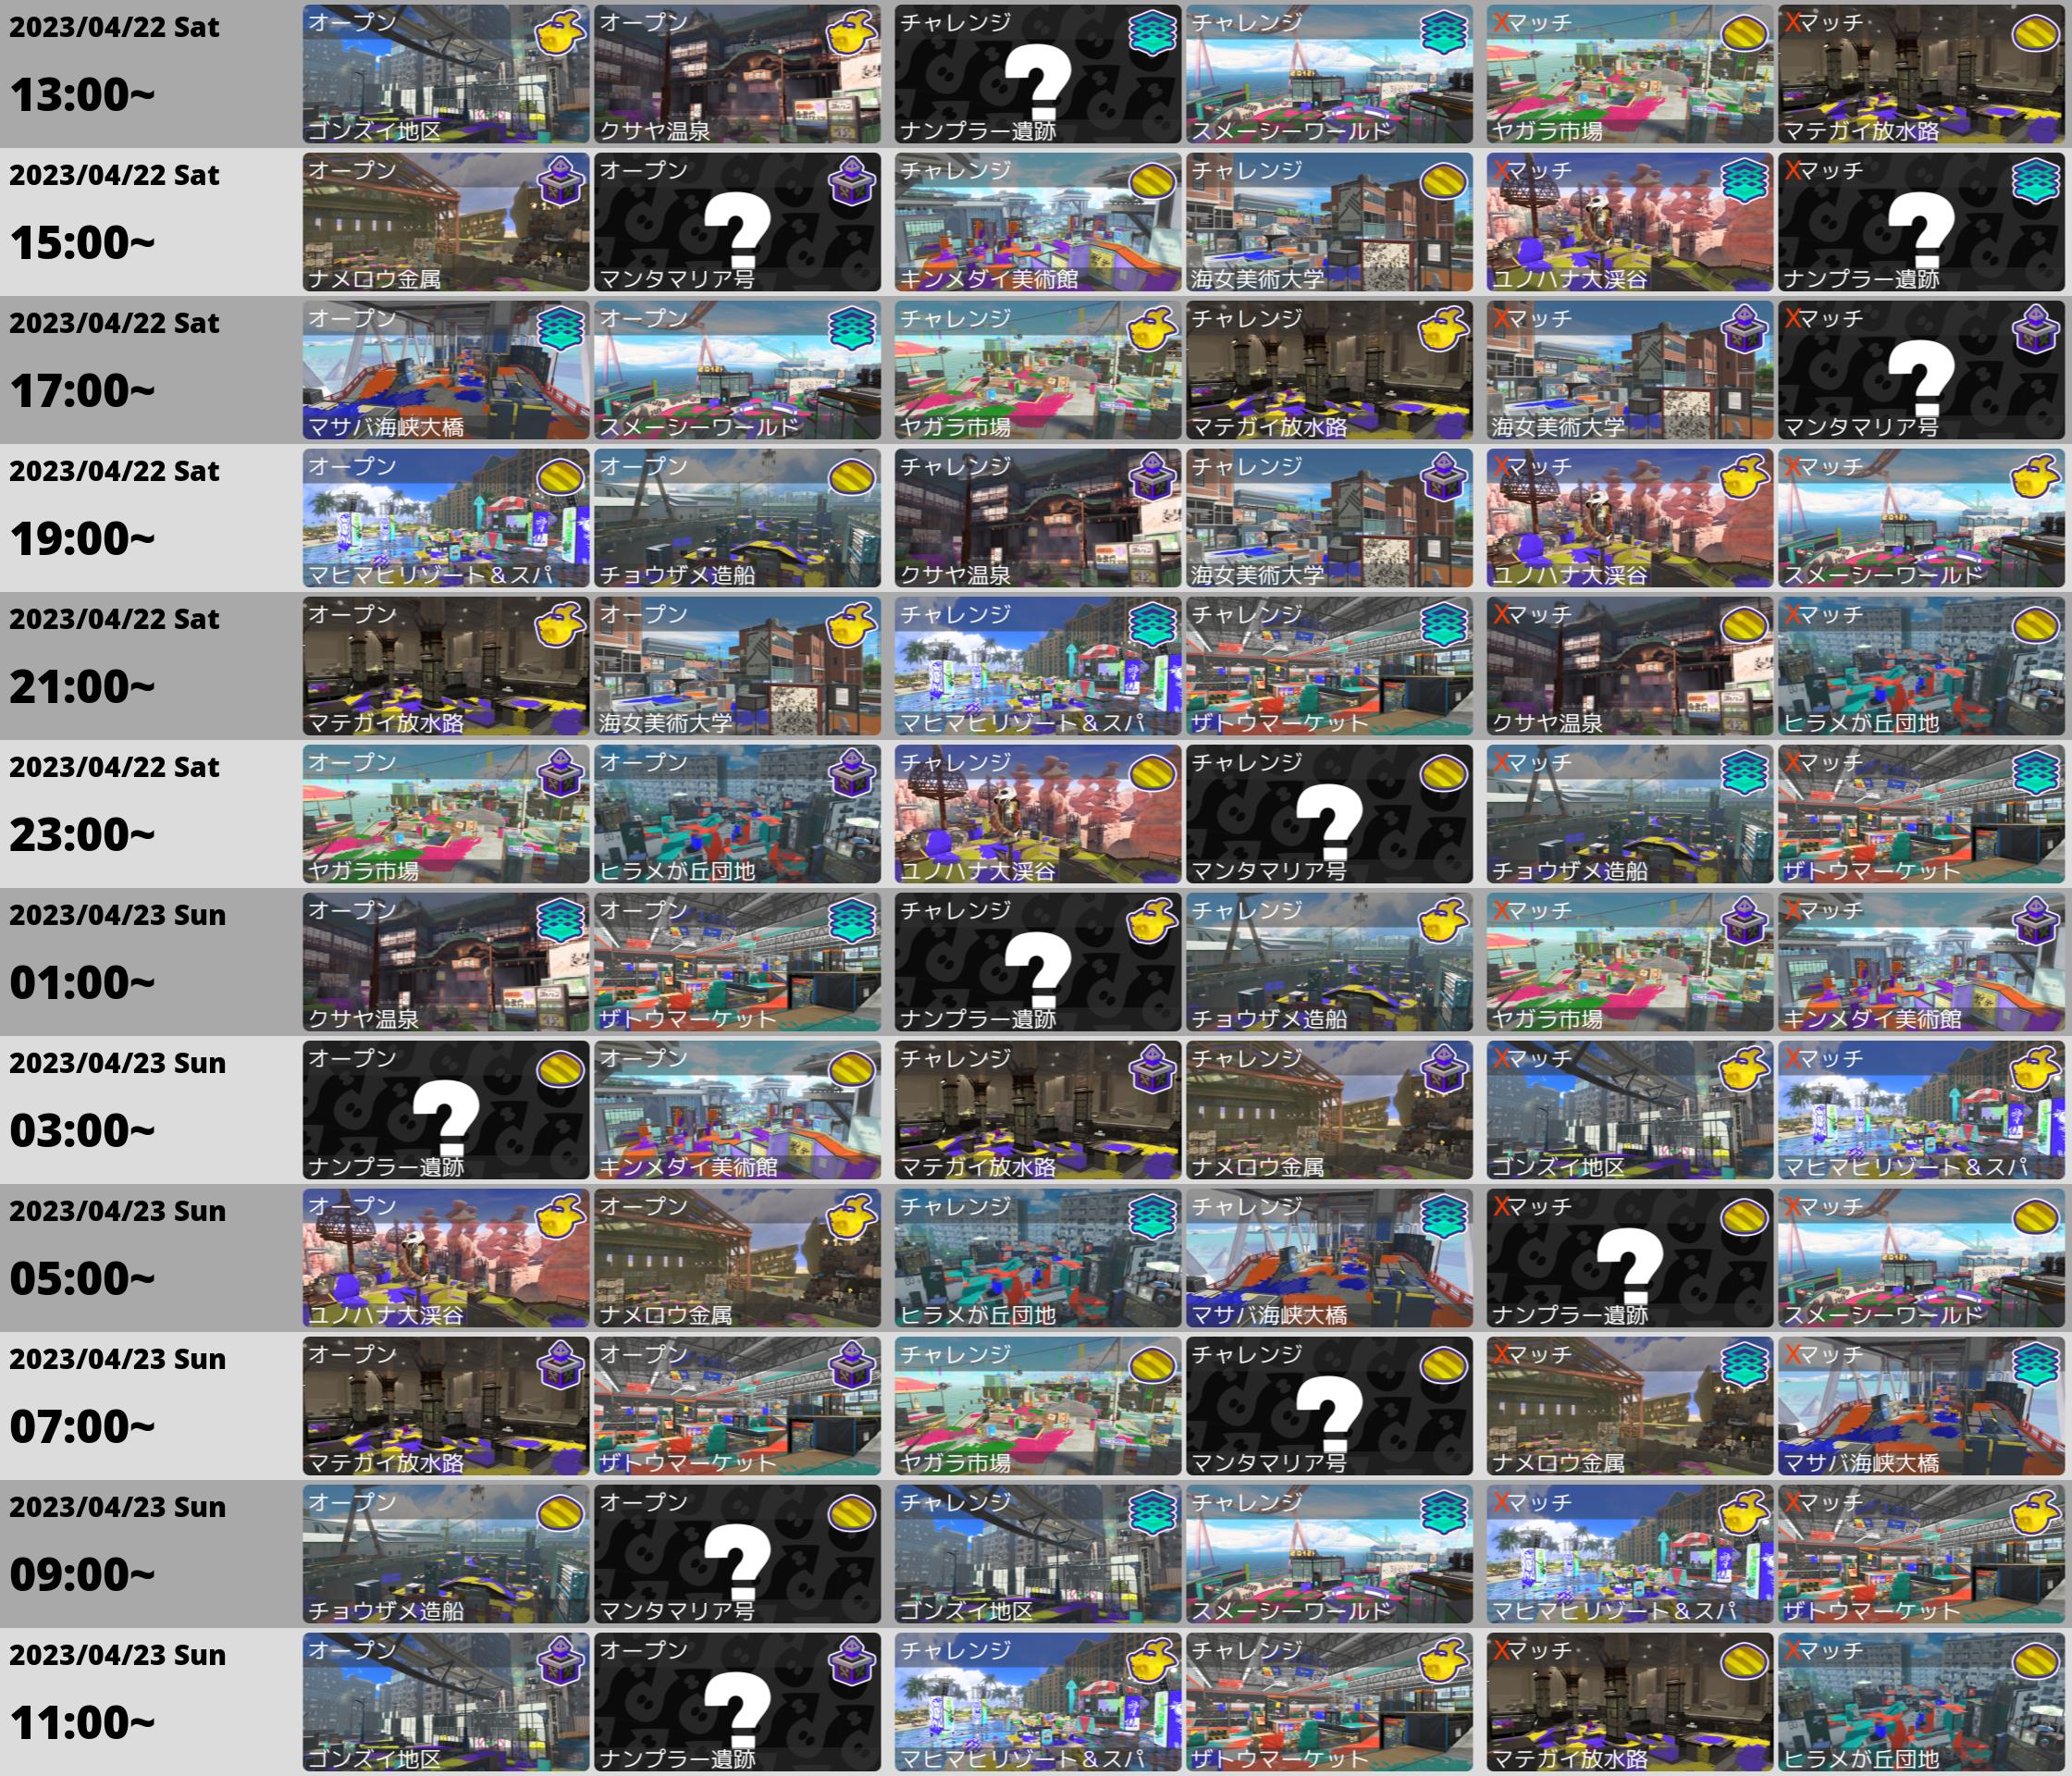 2023/04/22 Sat
13:00~
オープン オープン チャレンジ チャレンジ Xマッチ Xマッチ
ゴンズイ地区 クサヤ温泉 ナンプラー遺跡 スメーシーワールド ヤガラ市場 マテガイ放水路
2023/04/22 Sat
15:00~
オープン オープン チャレンジ チャレンジ Xマッチ Xマッチ
ナメロウ金属 マンタマリア号 キンメダイ美術館 海女美術大学 ユノハナ大渓谷 ナンプラー遺跡
2023/04/22 Sat
17:00~
オープン オープン チャレンジ チャレンジ Xマッチ Xマッチ
マサバ海峡大橋 スメーシーワールド ヤガラ市場 マテガイ放水路 海女美術大学 マンタマリア号
2023/04/22 Sat
19:00~
オープン オープン チャレンジ チャレンジ Xマッチ Xマッチ
マヒマヒリゾート&スパ チョウザメ造船 クサヤ温泉 海女美術大学 ユノハナ大渓谷 スメーシーワールド
2023/04/22 Sat
21:00~
オープン オープン チャレンジ チャレンジ Xマッチ Xマッチ
マテガイ放水路 海女美術大学 マヒマヒリゾート&スパ ザトウマーケット クサヤ温泉 ヒラメが丘団地
2023/04/22 Sat
23:00~
オープン オープン チャレンジ チャレンジ Xマッチ Xマッチ
ヤガラ市場 ヒラメが丘団地 ユノハナ大渓谷 マンタマリア号 チョウザメ造船 ザトウマーケット
2023/04/23 Sun
01:00~
オープン オープン チャレンジ チャレンジ Xマッチ Xマッチ
クサヤ温泉 ザトウマーケット ナンプラー遺跡 チョウザメ造船 ヤガラ市場 キンメダイ美術館
2023/04/23 Sun
03:00~
オープン オープン チャレンジ チャレンジ Xマッチ Xマッチ
ナンプラー遺跡 キンメダイ美術館 マテガイ放水路 ナメロウ金属 ゴンズイ地区 マヒマヒリゾート&スパ
2023/04/23 Sun
05:00~
オープン オープン チャレンジ チャレンジ Xマッチ Xマッチ
ユノハナ大渓谷 ナメロウ金属 ヒラメが丘団地 マサバ海峡大橋 ナンプラー遺跡 スメーシーワールド
2023/04/23 Sun
07:00~
オープン オープン チャレンジ チャレンジ Xマッチ Xマッチ
マテガイ放水路 ザトウマーケット ヤガラ市場 マンタマリア号 ナメロウ金属 マサバ海峡大橋
2023/04/23 Sun
09:00~
オープン オープン チャレンジ チャレンジ Xマッチ Xマッチ
チョウザメ造船 マンタマリア号 ゴンズイ地区 スメーシーワールド マヒマヒリゾート&スパ ザトウマーケット
2023/04/23 Sun
11:00~
オープン オープン チャレンジ チャレンジ Xマッチ Xマッチ
ゴンズイ地区 ナンプラー遺跡 マヒマヒリゾート&スパ ザトウマーケット マテガイ放水路 ヒラメが丘団地